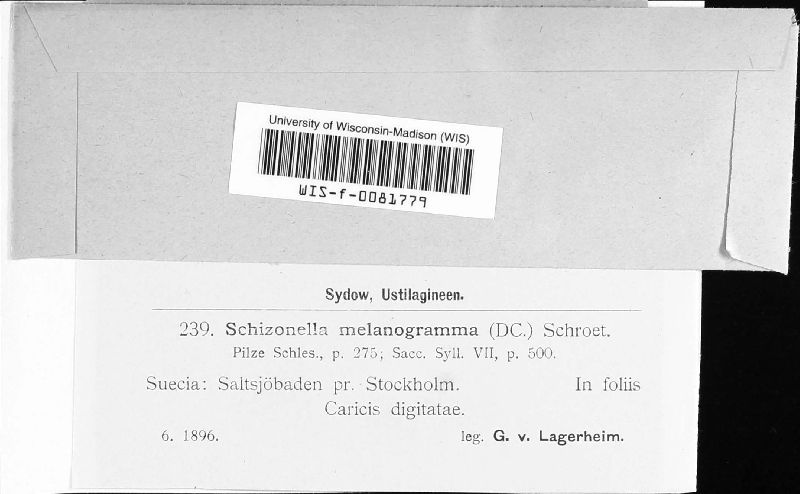 University of Wisconsin-Madison (WIS)
WIS-f-0081779
Sydow, Ustilagineen.
239. Schizonella melanogramma (DC.) Schroet.
Pilze Schles., p. 275; Sacc. Syll. VII, p. 500.
Suecia: Saltsjöbaden pr. Stockholm. In foliis
Caricis digitatae.
6. 1896. leg. G. v. Lagerheim.